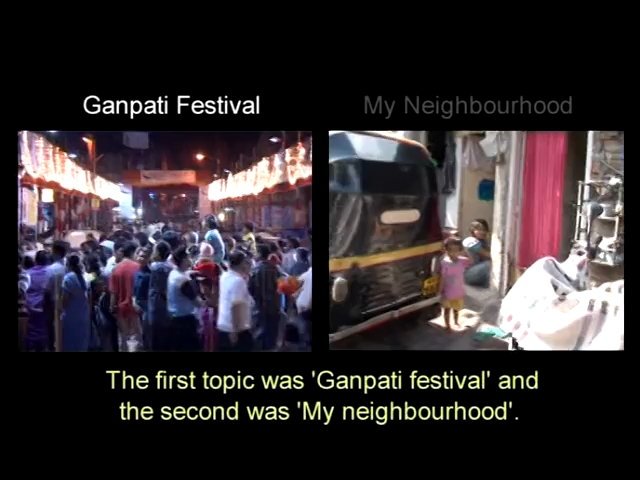 Ganpati Festival
My Neighbourhood
The first topic was 'Ganpati festival' and
the second was 'My neighbourhood'.